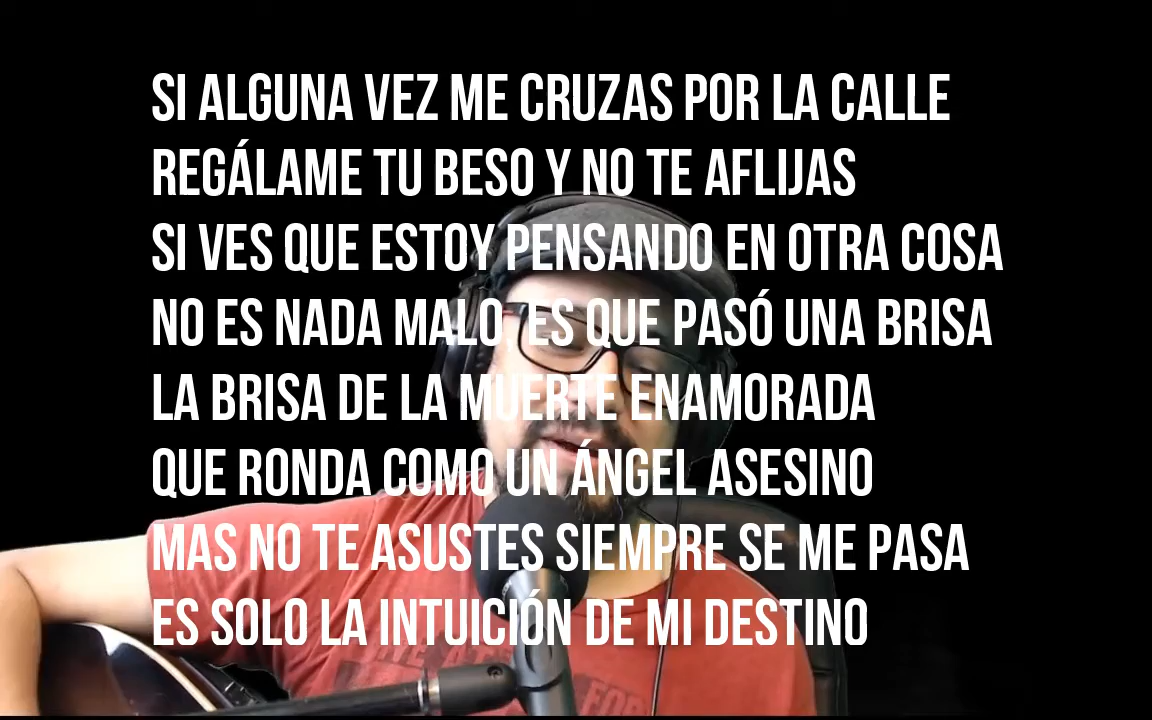 SI ALGUNA VEZ ME CRUZAS POR LA CALLE
REGÁLAME TU BESO Y NO TE AFLIJAS
SI VES QUE ESTOY PENSANDO EN OTRA COSA
NO ES NADA MALO, ES QUE PASÓ UNA BRISA
LA BRISA DE LA MUERTE ENAMORADA
QUE RONDA COMO UN ÁNGEL ASESINO
MAS NO TE ASUSTES SIEMPRE SE ME PASA
ES SOLO LA INTUICIÓN DE MI DESTINO